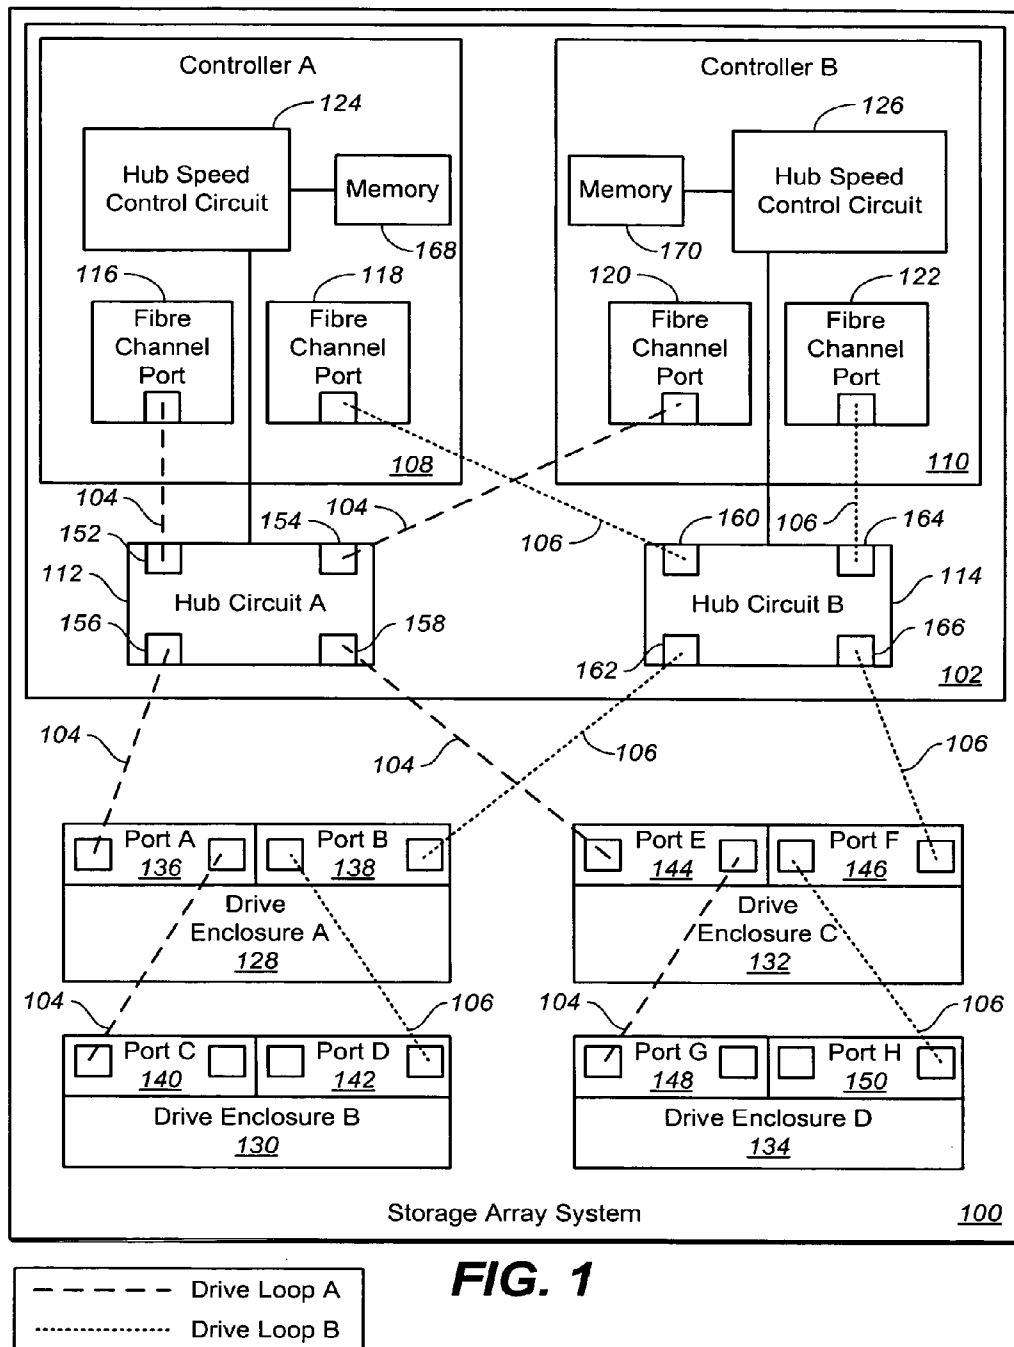 Controller A
Controller B
124
126
Hub Speed
Control Circuit
Memory
Memory
Hub Speed
Control Circuit
168
170
116
118
120
122
Fibre
Channel
Port
Fibre
Channel
Port
Fibre
Channel
Port
Fibre
Channel
Port
108
110
104
152
154
104
106
160
106
164
112
Hub Circuit A
Hub Circuit B
114
156
158
162
166
102
104
104
106
106
Port A
136
Port B
138
Port E
144
Port F
146
Drive
Enclosure A
128
Drive
Enclosure C
132
104
106
104
106
Port C
140
Port D
142
Port G
148
Port H
150
Drive Enclosure B
130
Drive Enclosure D
134
Storage Array System
100
FIG. 1
Drive Loop A
Drive Loop B